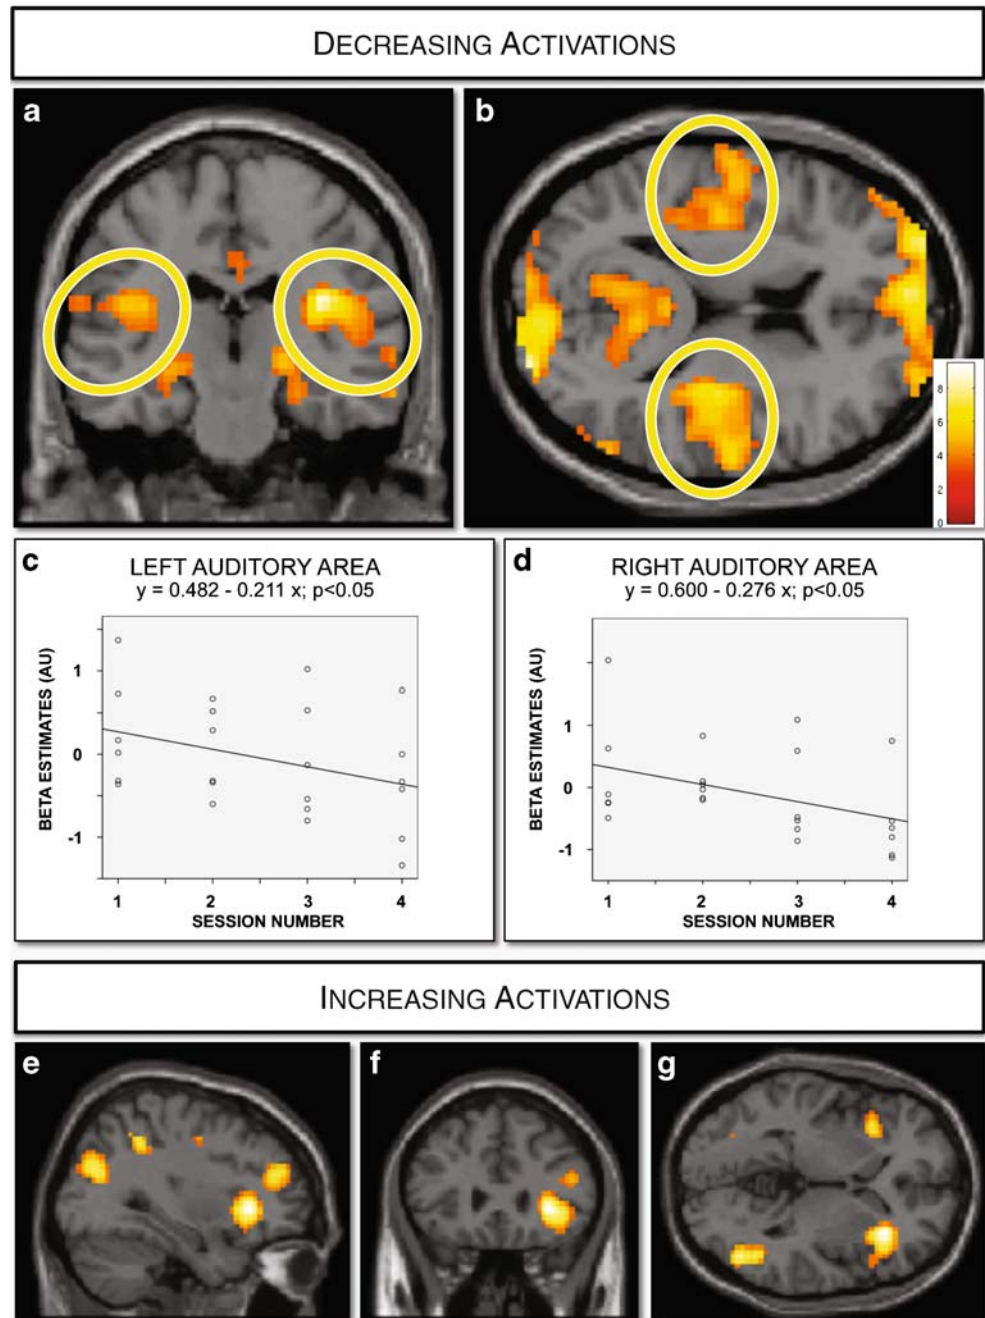 DECREASING ACTIVATIONS
a
b
8
6
4
2
0
c
LEFT AUDITORY AREA
y = 0.482 - 0.211 x; p<0.05
BETA ESTIMATES (AU)
1
0
-1
1 2 3 4
SESSION NUMBER
d
RIGHT AUDITORY AREA
y = 0.600 - 0.276 x; p<0.05
BETA ESTIMATES (AU)
1
0
-1
1 2 3 4
SESSION NUMBER
INCREASING ACTIVATIONS
e
f
g